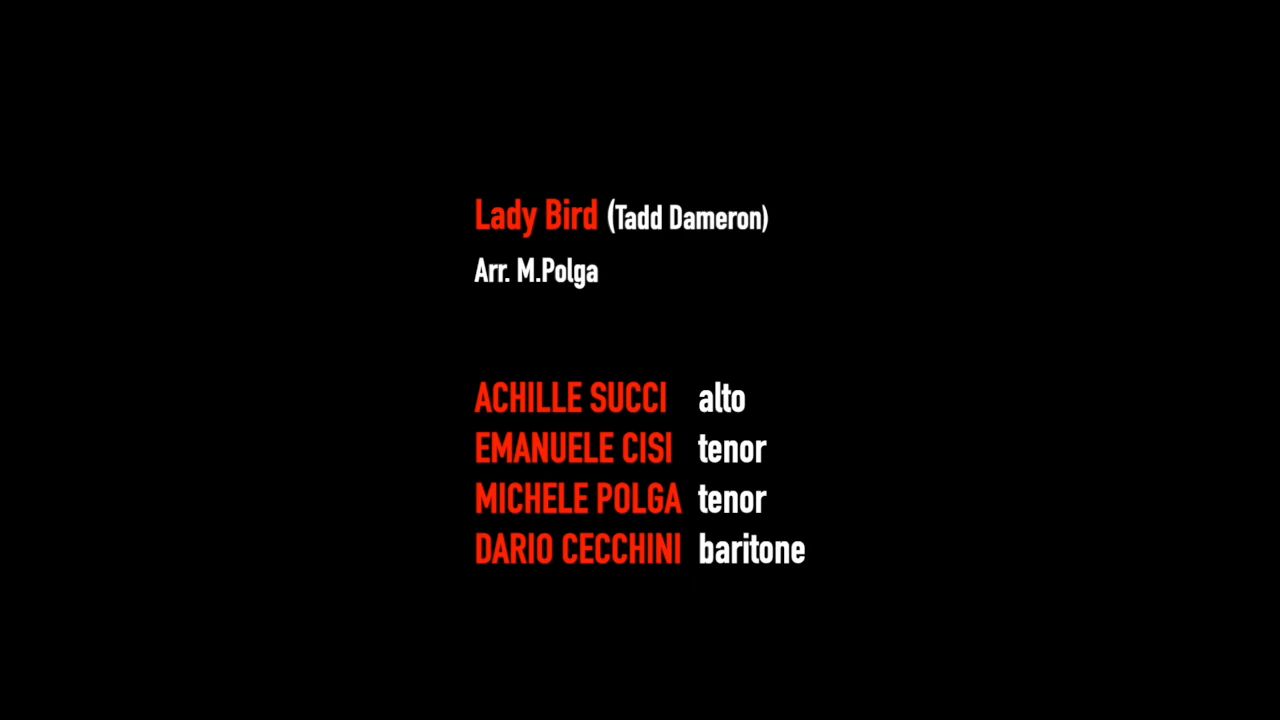 Lady Bird (Tadd Dameron)
Arr. M.Polga
ACHILLE SUCCI alto
EMANUELE CISI tenor
MICHELE POLGA tenor
DARIO CECCHINI baritone